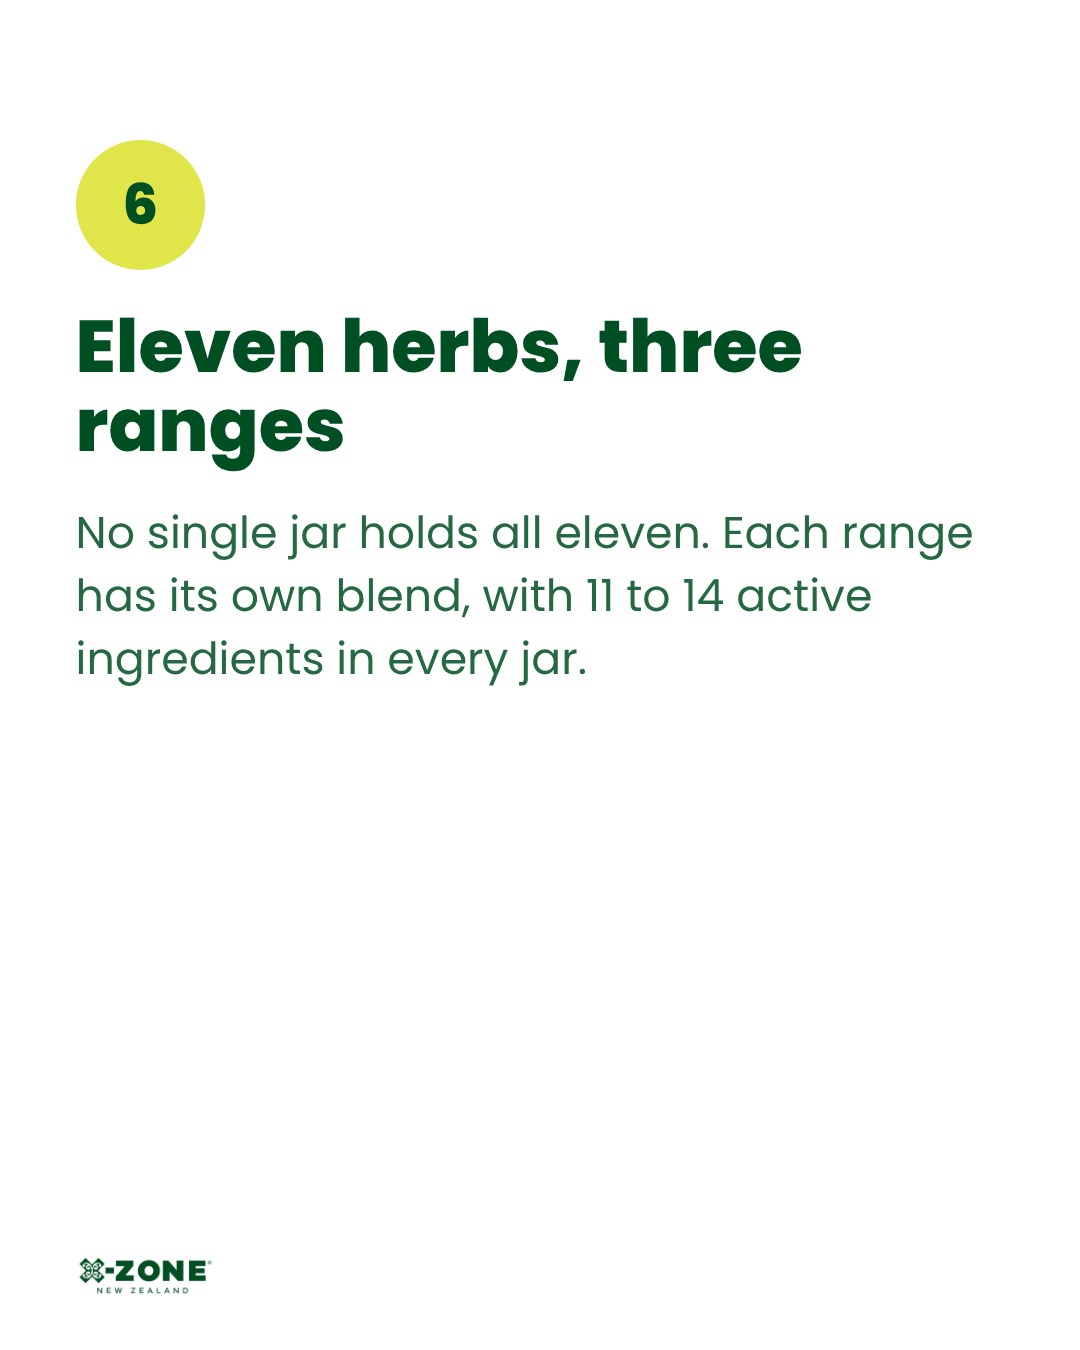 6
Eleven herbs, three
ranges
No single jar holds all eleven. Each range
has its own blend, with 11 to 14 active
ingredients in every jar.
X-ZONE
NEW ZEALAND